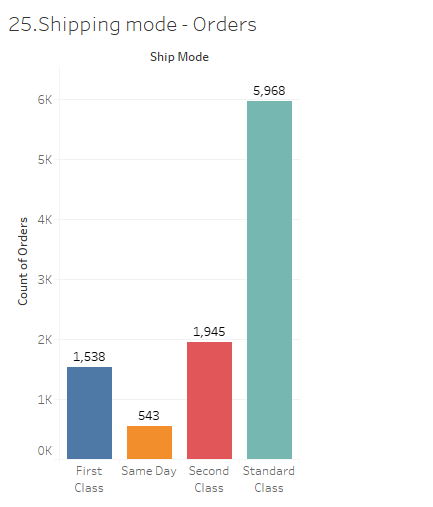 25.Shipping mode - Orders
Ship Mode
5,968
6K
5K
4K
Count of Orders
3K
1,945
2K
1,538
1K
543
0K
First Same Day Second Standard
Class Class Class